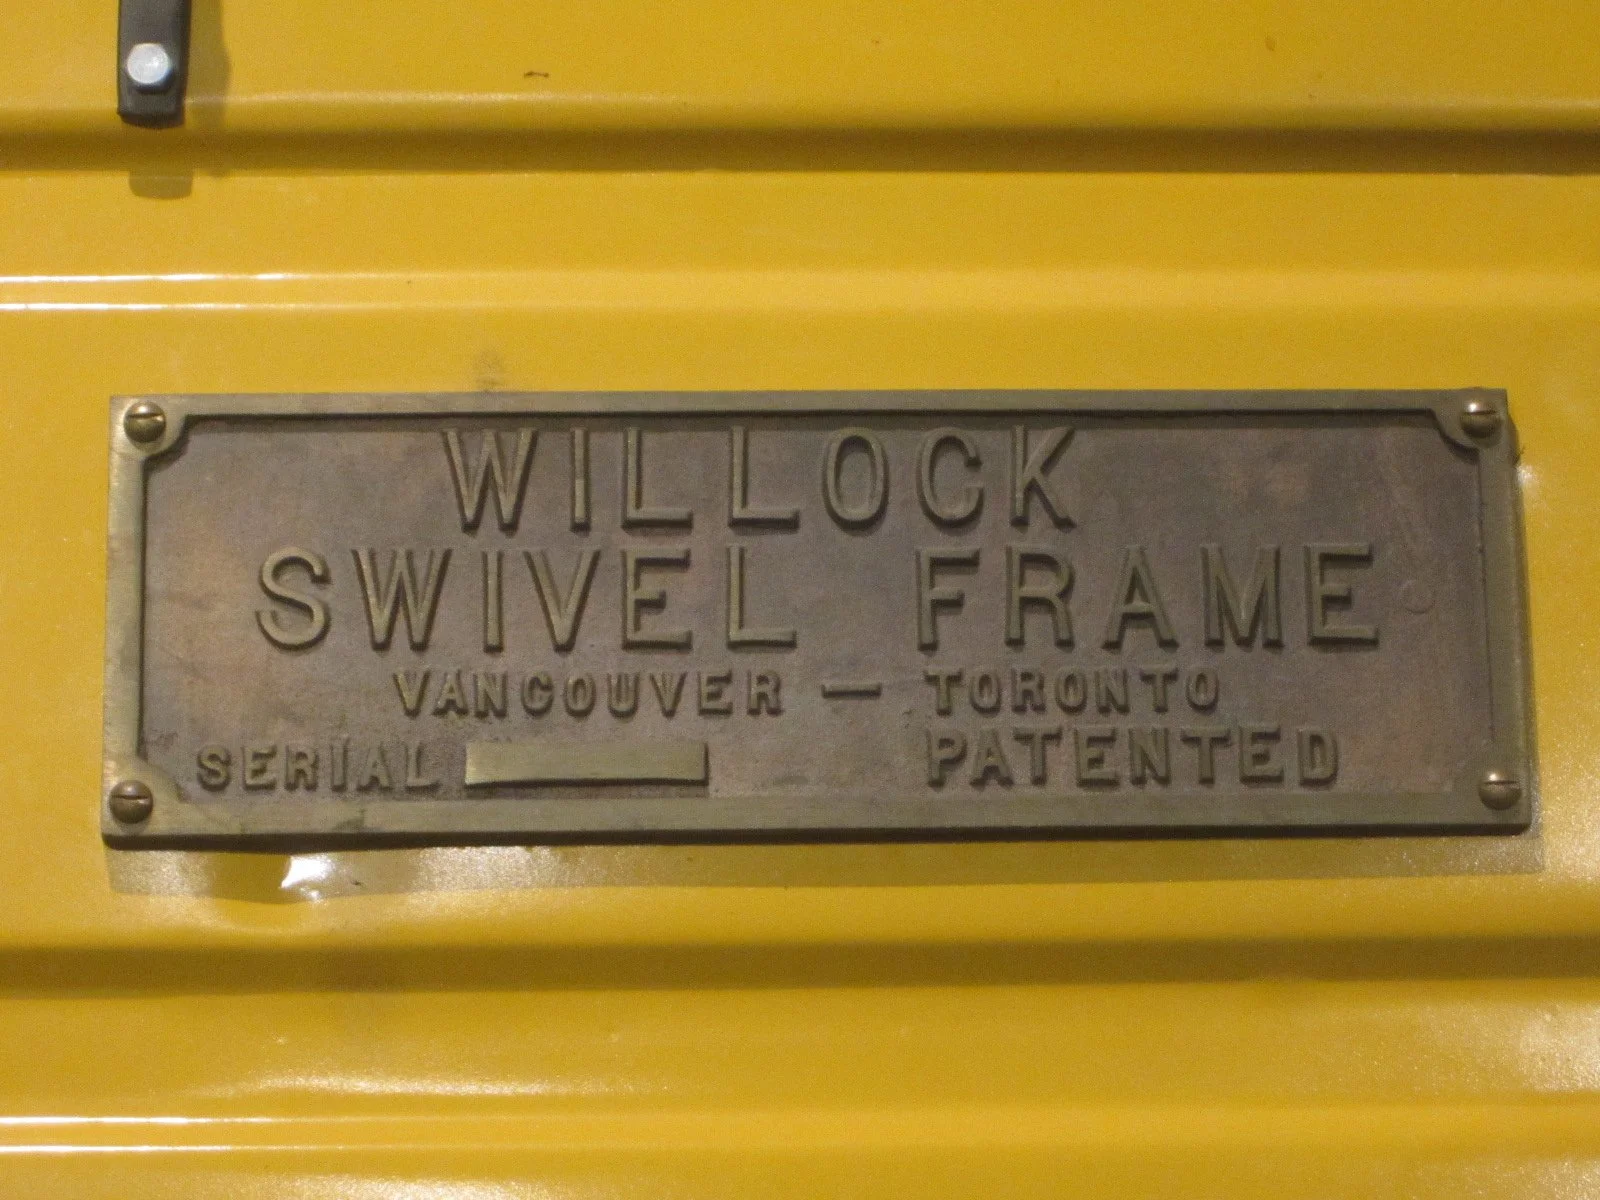 WILLOCK
SWIVEL FRAME
VANCOUVER — TORONTO
SERIAL PATENTED